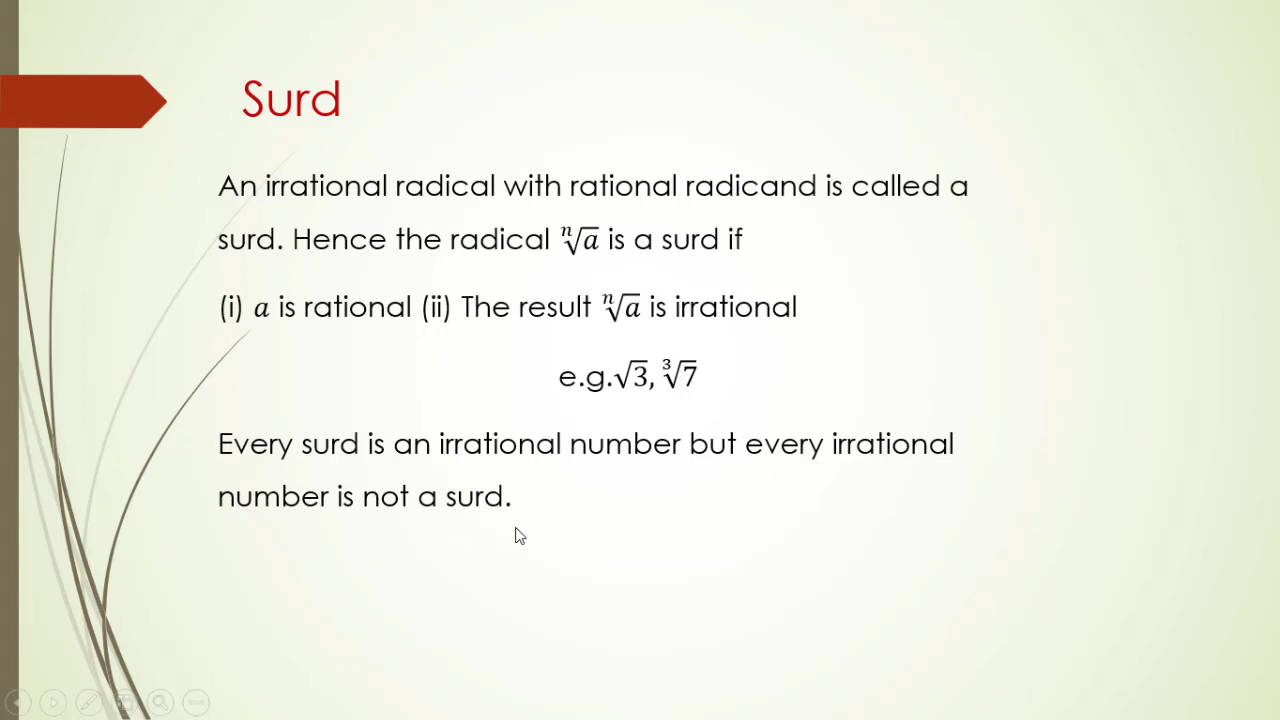 Surd
An irrational radical with rational radicand is called a
surd. Hence the radical ⁿ√a is a surd if
(i) a is rational (ii) The result ⁿ√a is irrational
e.g.√3, ³√7
Every surd is an irrational number but every irrational
number is not a surd.